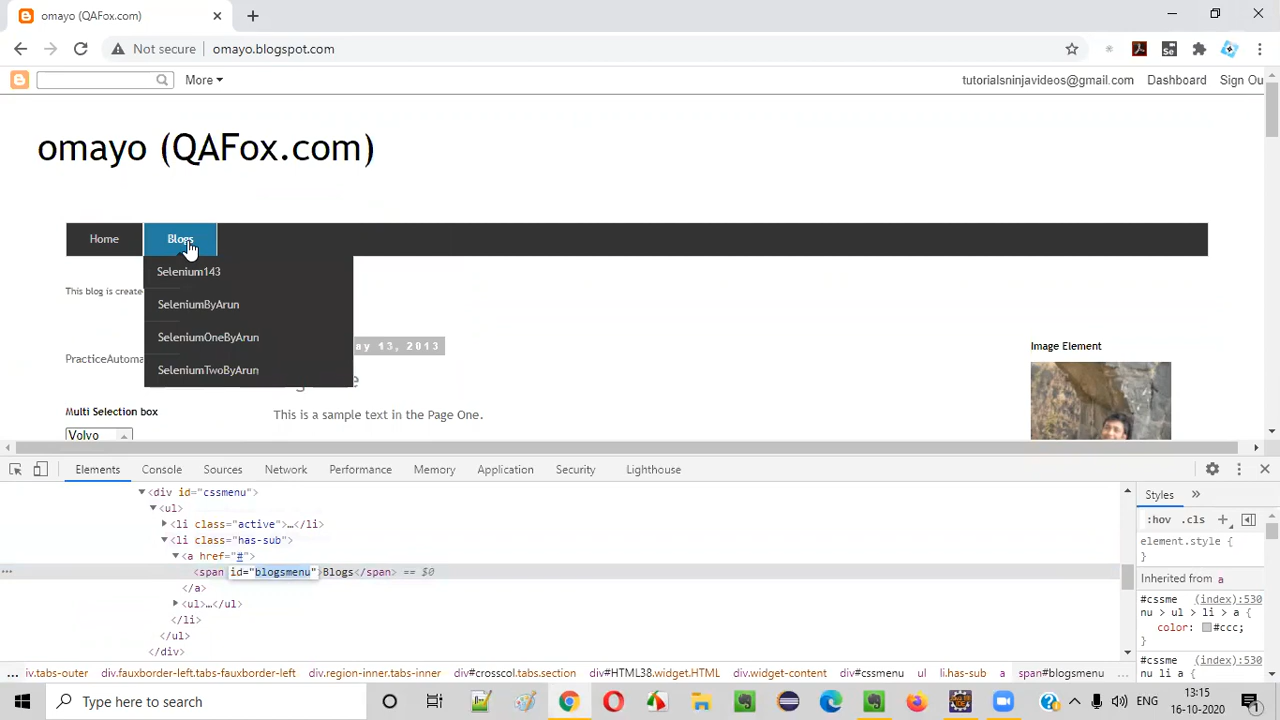 omayo (QAFox.com)
Not secure omayo.blogspot.com
More
tutorialsninjavideos@gmail.com Dashboard Sign Ou
omayo (QAFox.com)
Home Blogs
Selenium143
This blog is create
SeleniumByArun
SeleniumOneByArun
ay 13, 2013
Image Element
PracticeAutoma
SeleniumTwoByArun
Multi Selection box
This is a sample text in the Page One.
Volvo
Elements Console Sources Network Performance Memory Application Security Lighthouse
<div id="cssmenu">
<ul>
<li class="active">…</li>
<li class="has-sub">
<a href="#">
<span id="blogsmenu">Blogs</span> == $0
</a>
<ul>…</ul>
</li>
</ul>
</div>
Styles »
:hov .cls
element.style {
}
Inherited from a
#cssme (index):530
nu > ul > li > a {
color: #ccc;
}
#cssme (index):530
nu li a {
iv.tabs-outer div.fauxborder-left.tabs-fauxborder-left div.region-inner.tabs-inner div#crosscol.tabs.section div#HTML38.widget.HTML div.widget-content div#cssmenu ul li.has-sub a span#blogsmenu
Type here to search
13:15
16-10-2020